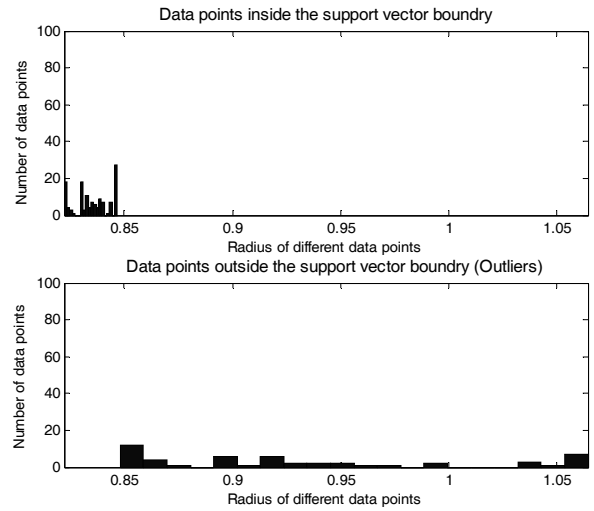 Data points inside the support vector boundry
100
80
60
40
20
0
Number of data points
0.85 0.9 0.95 1 1.05
Radius of different data points
Data points outside the support vector boundry (Outliers)
100
80
60
40
20
0
Number of data points
0.85 0.9 0.95 1 1.05
Radius of different data points